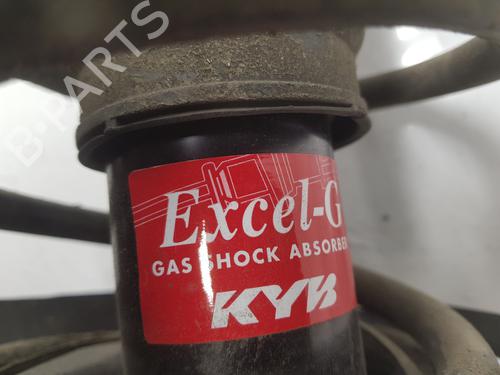 B-PARTS
Excel-G
GAS SHOCK ABSORBER
KYB